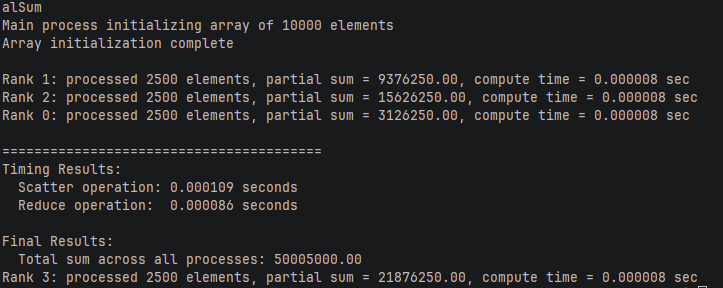 alSum
Main process initializing array of 10000 elements
Array initialization complete
Rank 1: processed 2500 elements, partial sum = 9376250.00, compute time = 0.000008 sec
Rank 2: processed 2500 elements, partial sum = 15626250.00, compute time = 0.000008 sec
Rank 0: processed 2500 elements, partial sum = 3126250.00, compute time = 0.000008 sec
========================================
Timing Results:
  Scatter operation: 0.000109 seconds
  Reduce operation:  0.000086 seconds
Final Results:
  Total sum across all processes: 50005000.00
Rank 3: processed 2500 elements, partial sum = 21876250.00, compute time = 0.000008 sec